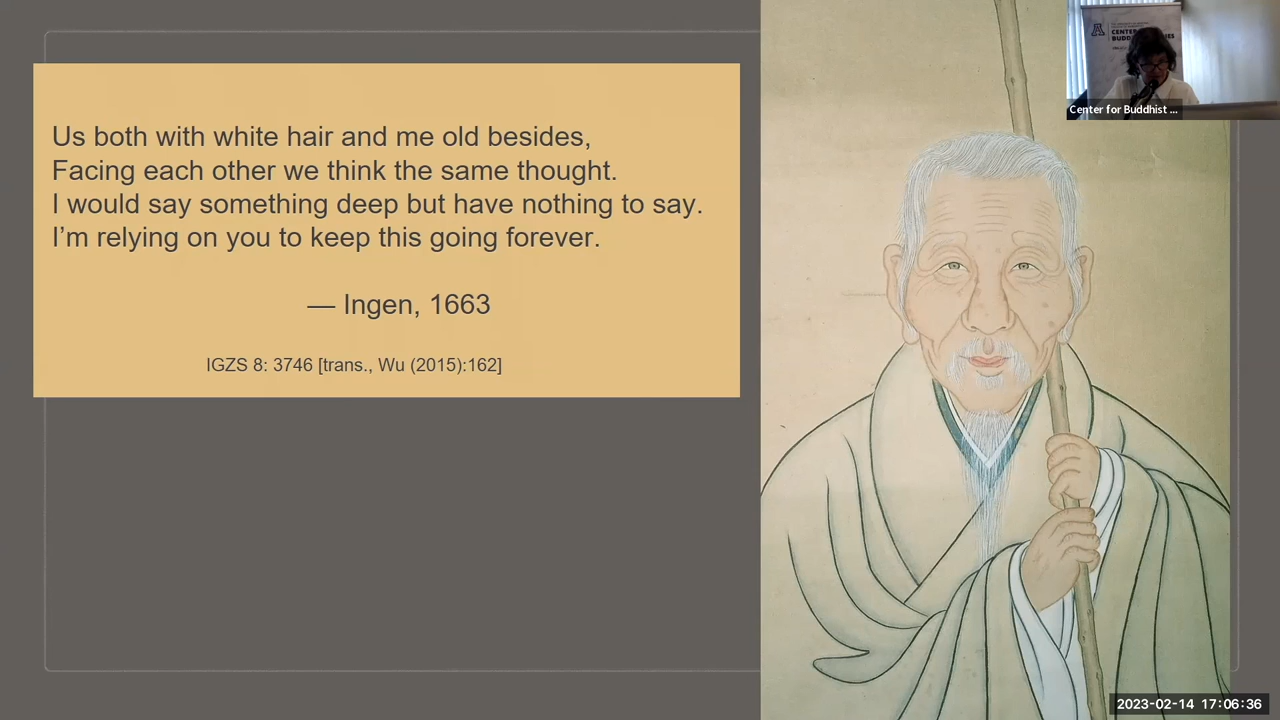 Us both with white hair and me old besides,
Facing each other we think the same thought.
I would say something deep but have nothing to say.
I’m relying on you to keep this going forever.
— Ingen, 1663
IGZS 8: 3746 [trans., Wu (2015):162]
CENTER
BUDD
Center for Buddhist ...
2023-02-14 17:06:36